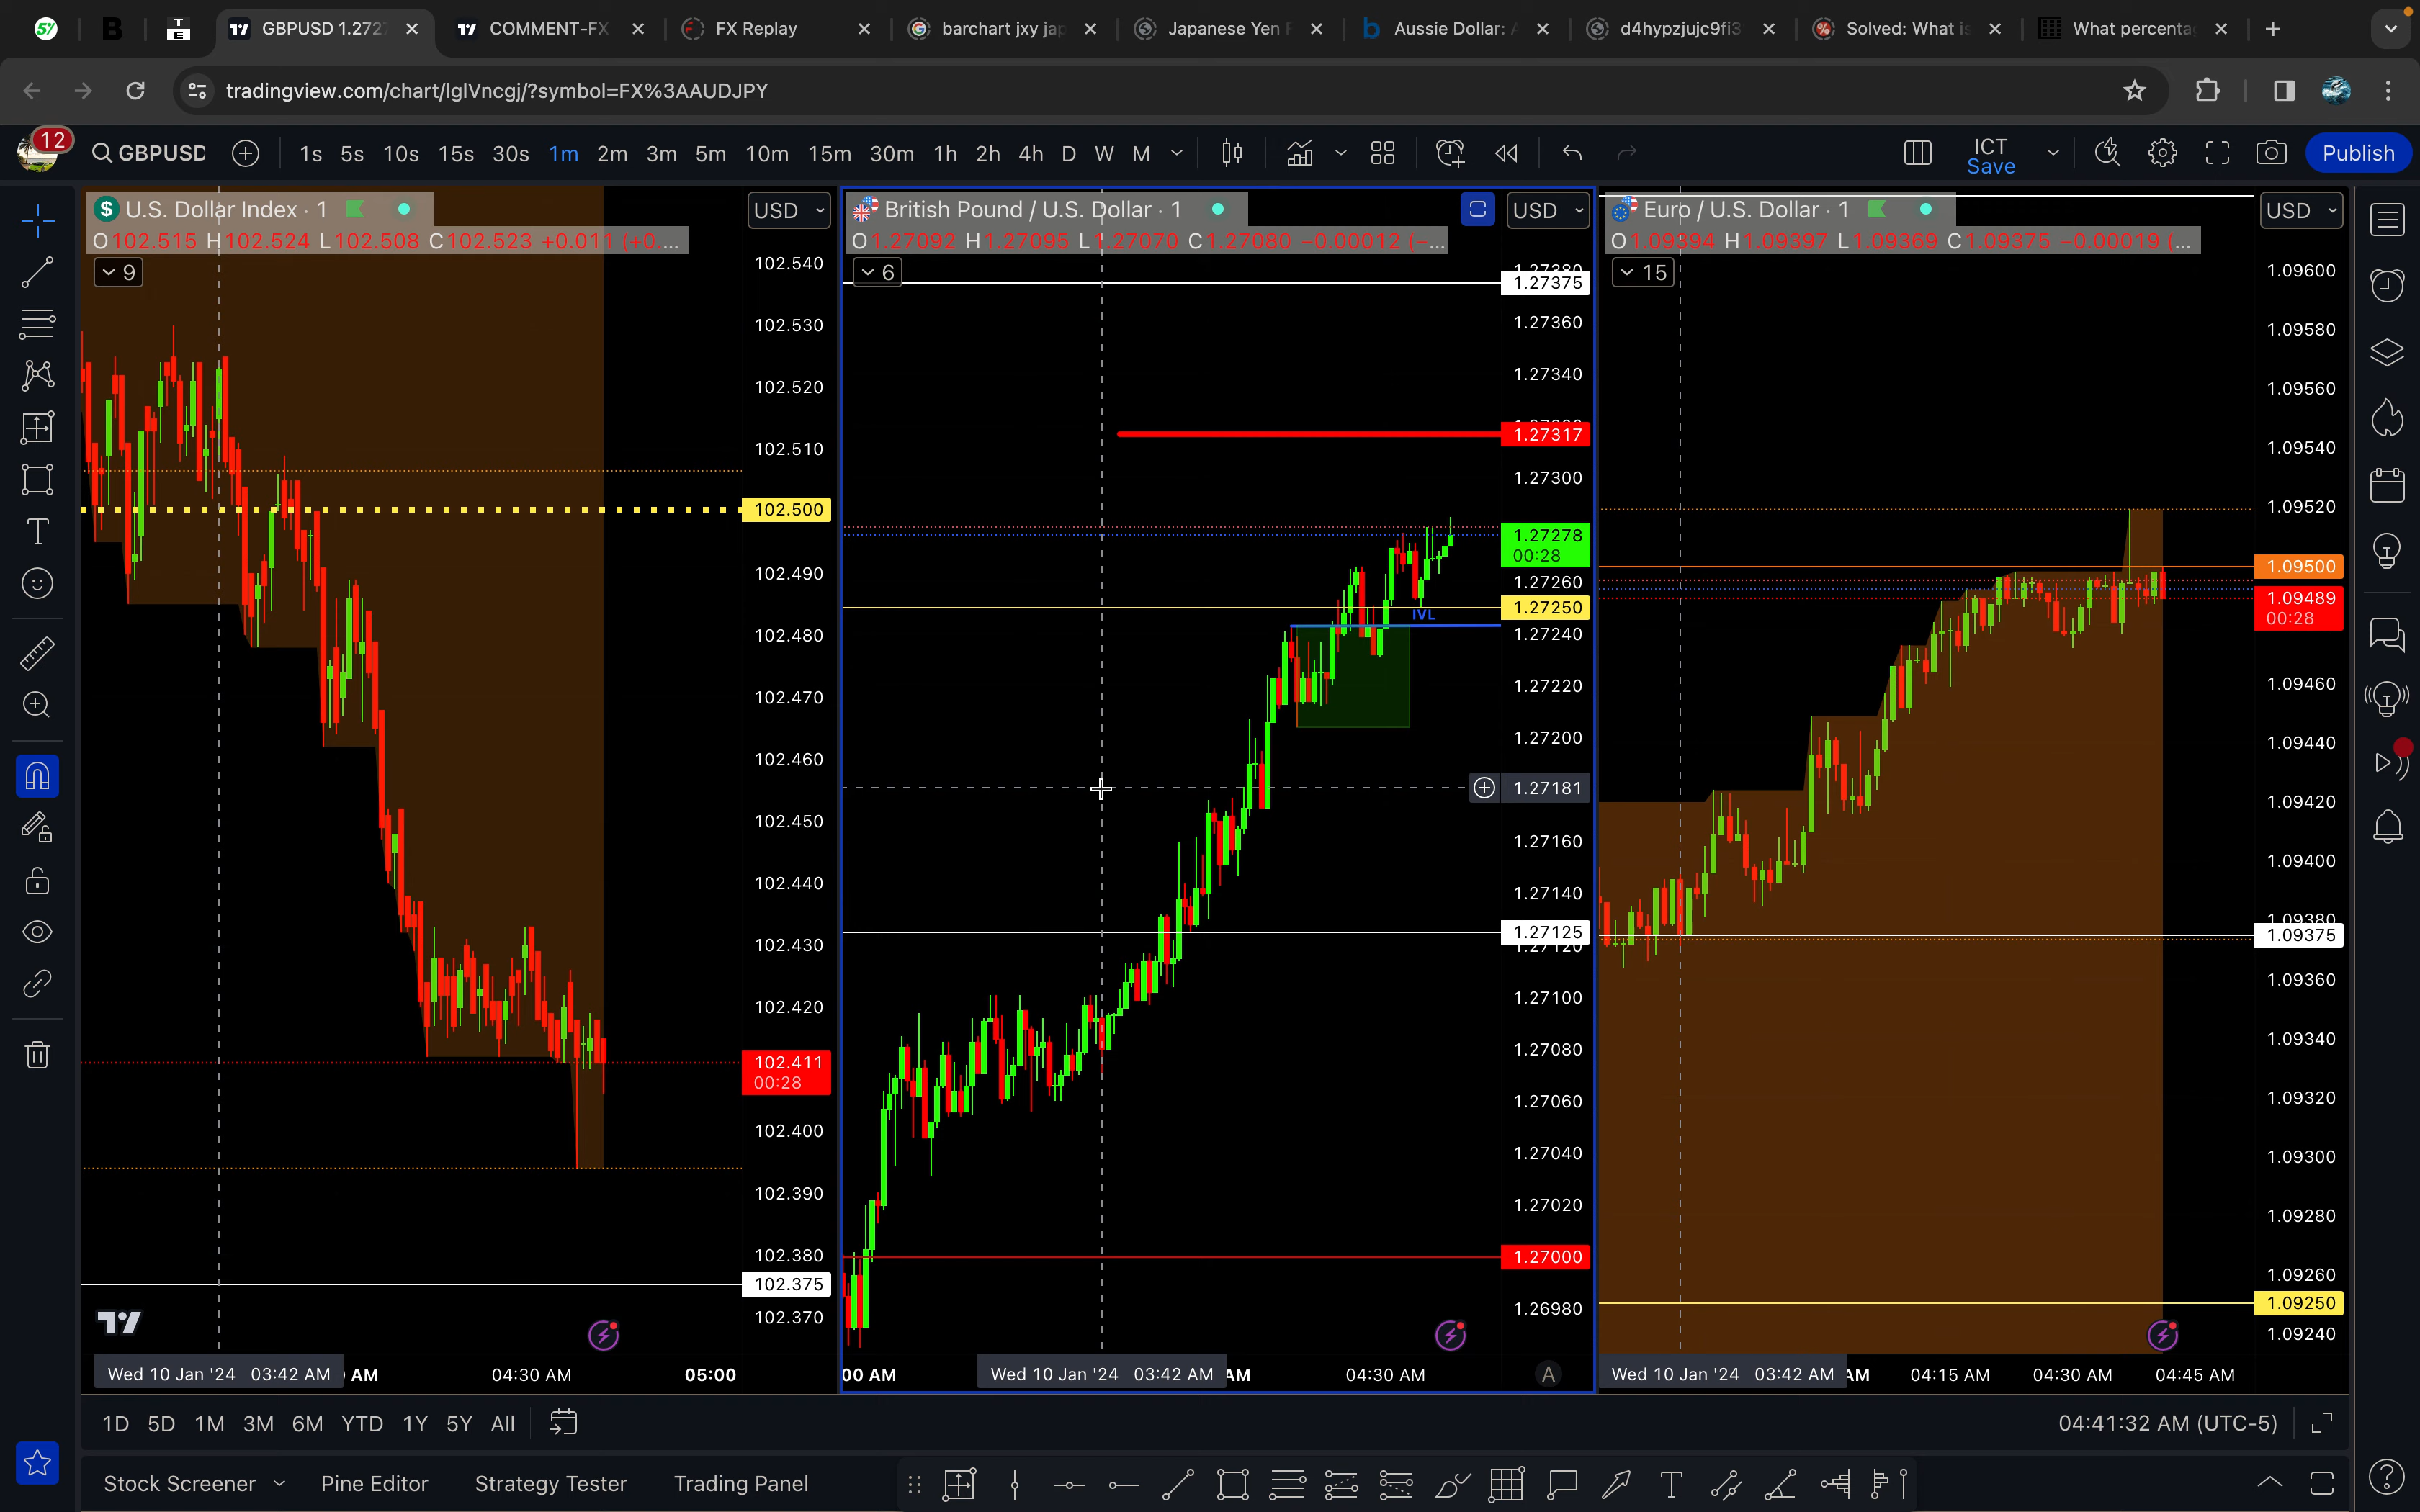 GBPUSD 1.272
COMMENT-FX
FX Replay
barchart jxy jap
Japanese Yen F
Aussie Dollar:
d4hypzjujc9fi3
Solved: What is
What percenta
tradingview.com/chart/lglVncgj/?symbol=FX%3AAUDJPY
12
GBPUSD
1s 5s 10s 15s 30s 1m 2m 3m 5m 10m 15m 30m 1h 2h 4h D W M
ICT
Save
Publish
U.S. Dollar Index · 1
USD
O102.515 H102.524 L102.508 C102.523 +0.011 (+0....
9
102.540
102.530
102.520
102.510
102.500
102.490
102.480
102.470
102.460
102.450
102.440
102.430
102.420
102.411
00:28
102.400
102.390
102.380
102.375
102.370
Wed 10 Jan '24 03:42 AM
AM
04:30 AM
05:00
British Pound / U.S. Dollar · 1
USD
O1.27092 H1.27095 L1.27070 C1.27080 −0.00012 (−...
6
1.27375
1.27360
1.27340
1.27317
1.27300
1.27278
00:28
1.27260
1.27250
IVL
1.27240
1.27220
1.27200
1.27181
1.27160
1.27140
1.27125
1.27100
1.27080
1.27060
1.27040
1.27020
1.27000
1.26980
00 AM
Wed 10 Jan '24 03:42 AM
AM
04:30 AM
A
Euro / U.S. Dollar · 1
USD
O1.09394 H1.09397 L1.09369 C1.09375 −0.00019 (...
15
1.09600
1.09580
1.09560
1.09540
1.09520
1.09500
1.09489
00:28
1.09460
1.09440
1.09420
1.09400
1.09380
1.09375
1.09360
1.09340
1.09320
1.09300
1.09280
1.09260
1.09250
1.09240
Wed 10 Jan '24 03:42 AM
AM
04:15 AM
04:30 AM
04:45 AM
1D 5D 1M 3M 6M YTD 1Y 5Y All
04:41:32 AM (UTC-5)
Stock Screener
Pine Editor
Strategy Tester
Trading Panel